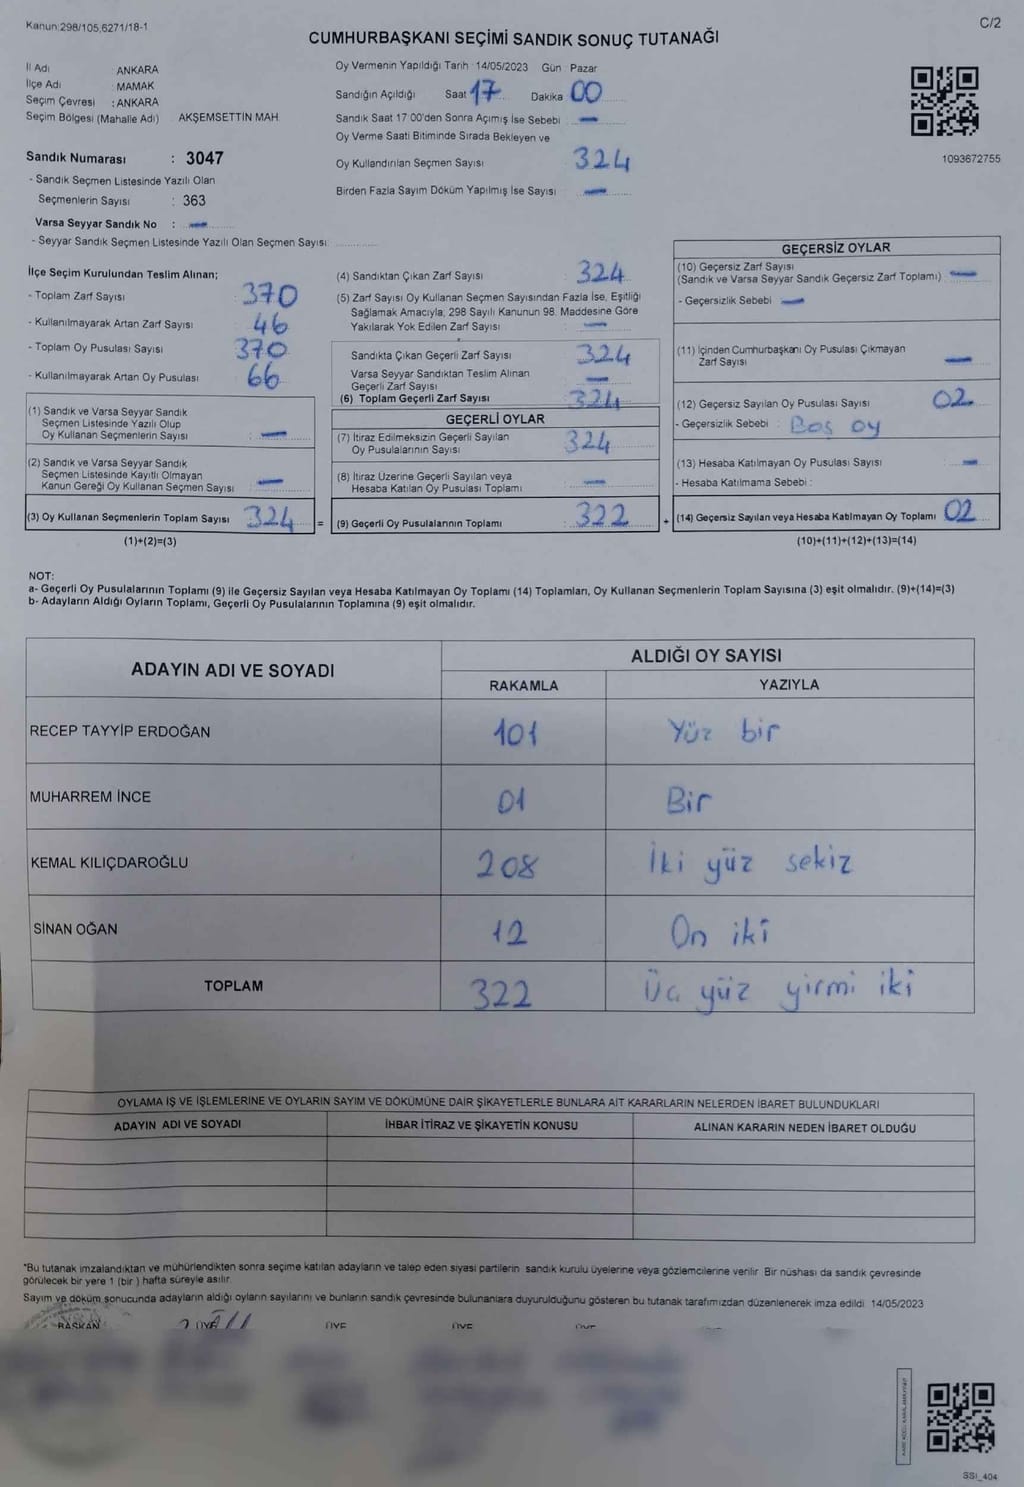 Kanun:298/105,6271/18-1
C/2
CUMHURBAŞKANI SEÇİMİ SANDIK SONUÇ TUTANAĞI
İl Adı ANKARA
İlçe Adı : MAMAK
Seçim Çevresi : ANKARA
Seçim Bölgesi (Mahalle Adı) AKŞEMSETTİN MAH.
Sandık Numarası : 3047
- Sandık Seçmen Listesinde Yazılı Olan
Seçmenlerin Sayısı : 363
Varsa Seyyar Sandık No : -
- Seyyar Sandık Seçmen Listesinde Yazılı Olan Seçmen Sayısı:
Oy Vermenin Yapıldığı Tarih 14/05/2023 Gün Pazar
Sandığın Açıldığı Saat 17 Dakika 00
Sandık Saat 17:00'den Sonra Açımış İse Sebebi : -
Oy Verme Saati Bitiminde Sırada Bekleyen ve
Oy Kullandırılan Seçmen Sayısı 324
Birden Fazla Sayım Döküm Yapılmış İse Sayısı : -
1093672755
İlçe Seçim Kurulundan Teslim Alınan;
- Toplam Zarf Sayısı 370
- Kullanılmayarak Artan Zarf Sayısı 46
- Toplam Oy Pusulası Sayısı 370
- Kullanılmayarak Artan Oy Pusulası 66
(1) Sandık ve Varsa Seyyar Sandık
Seçmen Listesinde Yazılı Olup
Oy Kullanan Seçmenlerin Sayısı : -
(2) Sandık ve Varsa Seyyar Sandık
Seçmen Listesinde Kayıtlı Olmayan
Kanun Gereği Oy Kullanan Seçmen Sayısı : -
(3) Oy Kullanan Seçmenlerin Toplam Sayısı 324 =
(1)+(2)=(3)
(4) Sandıktan Çıkan Zarf Sayısı : 324
(5) Zarf Sayısı Oy Kullanan Seçmen Sayısından Fazla İse, Eşitliği
Sağlamak Amacıyla; 298 Sayılı Kanunun 98. Maddesine Göre
Yakılarak Yok Edilen Zarf Sayısı : -
Sandıkta Çıkan Geçerli Zarf Sayısı : 324
Varsa Seyyar Sandıktan Teslim Alınan
Geçerli Zarf Sayısı : -
(6) Toplam Geçerli Zarf Sayısı 324
GEÇERLİ OYLAR
(7) İtiraz Edilmeksizin Geçerli Sayılan
Oy Pusulalarının Sayısı 324
(8) İtiraz Üzerine Geçerli Sayılan veya
Hesaba Katılan Oy Pusulası Toplamı : -
(9) Geçerli Oy Pusulalarının Toplamı : 322 +
GEÇERSİZ OYLAR
(10) Geçersiz Zarf Sayısı
(Sandık ve Varsa Seyyar Sandık Geçersiz Zarf Toplamı) -
- Geçersizlik Sebebi : -
(11) İçinden Cumhurbaşkanı Oy Pusulası Çıkmayan
Zarf Sayısı -
(12) Geçersiz Sayılan Oy Pusulası Sayısı 02
- Geçersizlik Sebebi : Boş oy
(13) Hesaba Katılmayan Oy Pusulası Sayısı -
- Hesaba Katılmama Sebebi :
(14) Geçersiz Sayılan veya Hesaba Katılmayan Oy Toplamı 02
(10)+(11)+(12)+(13)=(14)
NOT:
a- Geçerli Oy Pusulalarının Toplamı (9) ile Geçersiz Sayılan veya Hesaba Katılmayan Oy Toplamı (14) Toplamları, Oy Kullanan Seçmenlerin Toplam Sayısına (3) eşit olmalıdır. (9)+(14)=(3)
b- Adayların Aldığı Oyların Toplamı, Geçerli Oy Pusulalarının Toplamına (9) eşit olmalıdır.
ADAYIN ADI VE SOYADI ALDIĞI OY SAYISI
RAKAMLA YAZIYLA
RECEP TAYYİP ERDOĞAN 101 Yüz bir
MUHARREM İNCE 01 Bir
KEMAL KILIÇDAROĞLU 208 İki yüz sekiz
SİNAN OĞAN 12 On iki
TOPLAM 322 Üç yüz yirmi iki
OYLAMA İŞ VE İŞLEMLERİNE VE OYLARIN SAYIM VE DÖKÜMÜNE DAİR ŞİKAYETLERLE BUNLARA AİT KARARLARIN NELERDEN İBARET BULUNDUKLARI
ADAYIN ADI VE SOYADI İHBAR İTİRAZ VE ŞİKAYETİN KONUSU ALINAN KARARIN NEDEN İBARET OLDUĞU
*Bu tutanak imzalandıktan ve mühürlendikten sonra seçime katılan adayların ve talep eden siyasi partilerin sandık kurulu üyelerine veya gözlemcilerine verilir. Bir nüshası da sandık çevresinde
görülecek bir yere 1 (bir) hafta süreyle asılır.
Sayım ve döküm sonucunda adayların aldığı oyların sayılarını ve bunların sandık çevresinde bulunanlara duyurulduğunu gösteren bu tutanak tarafımızdan düzenlenerek imza edildi. 14/05/2023
BAŞKAN ÜYE ÜYE ÜYE ÜYE
SSI_404